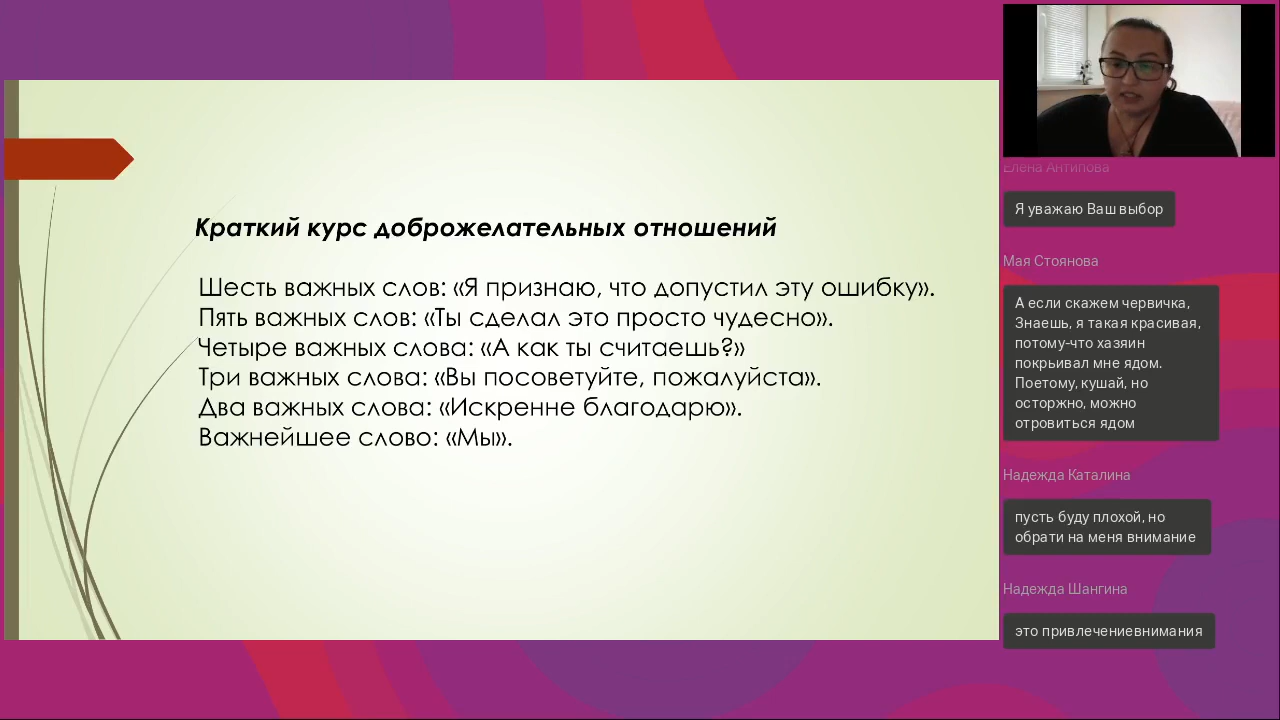 Краткий курс доброжелательных отношений
Шесть важных слов: «Я признаю, что допустил эту ошибку».
Пять важных слов: «Ты сделал это просто чудесно».
Четыре важных слова: «А как ты считаешь?»
Три важных слова: «Вы посоветуйте, пожалуйста».
Два важных слова: «Искренне благодарю».
Важнейшее слово: «Мы».
Елена Антипова
Я уважаю Ваш выбор
Мая Стоянова
А если скажем червичка,
Знаешь, я такая красивая,
потому-что хазяин
покрьивал мне ядом.
Поетому, кушай, но
осторжно, можно
отровиться ядом
Надежда Каталина
пусть буду плохой, но
обрати на меня внимание
Надежда Шангина
это привлечениевнимания